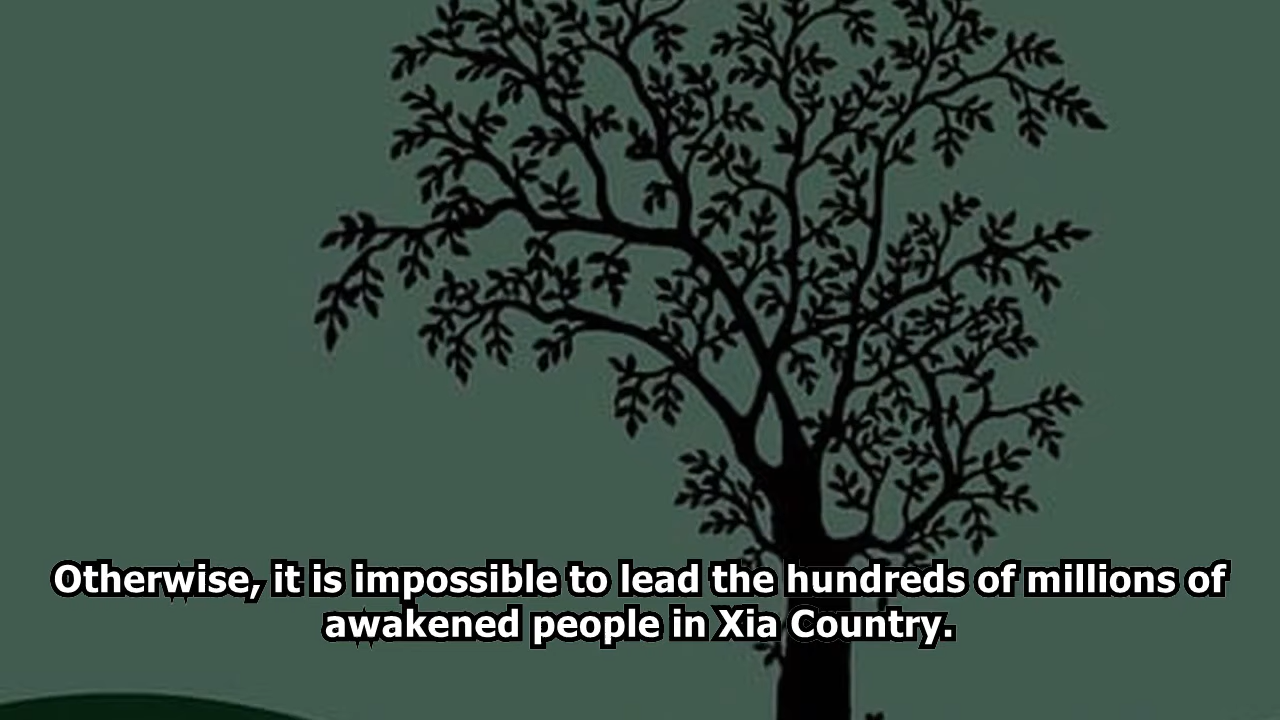 Otherwise, it is impossible to lead the hundreds of millions of
awakened people in Xia Country.